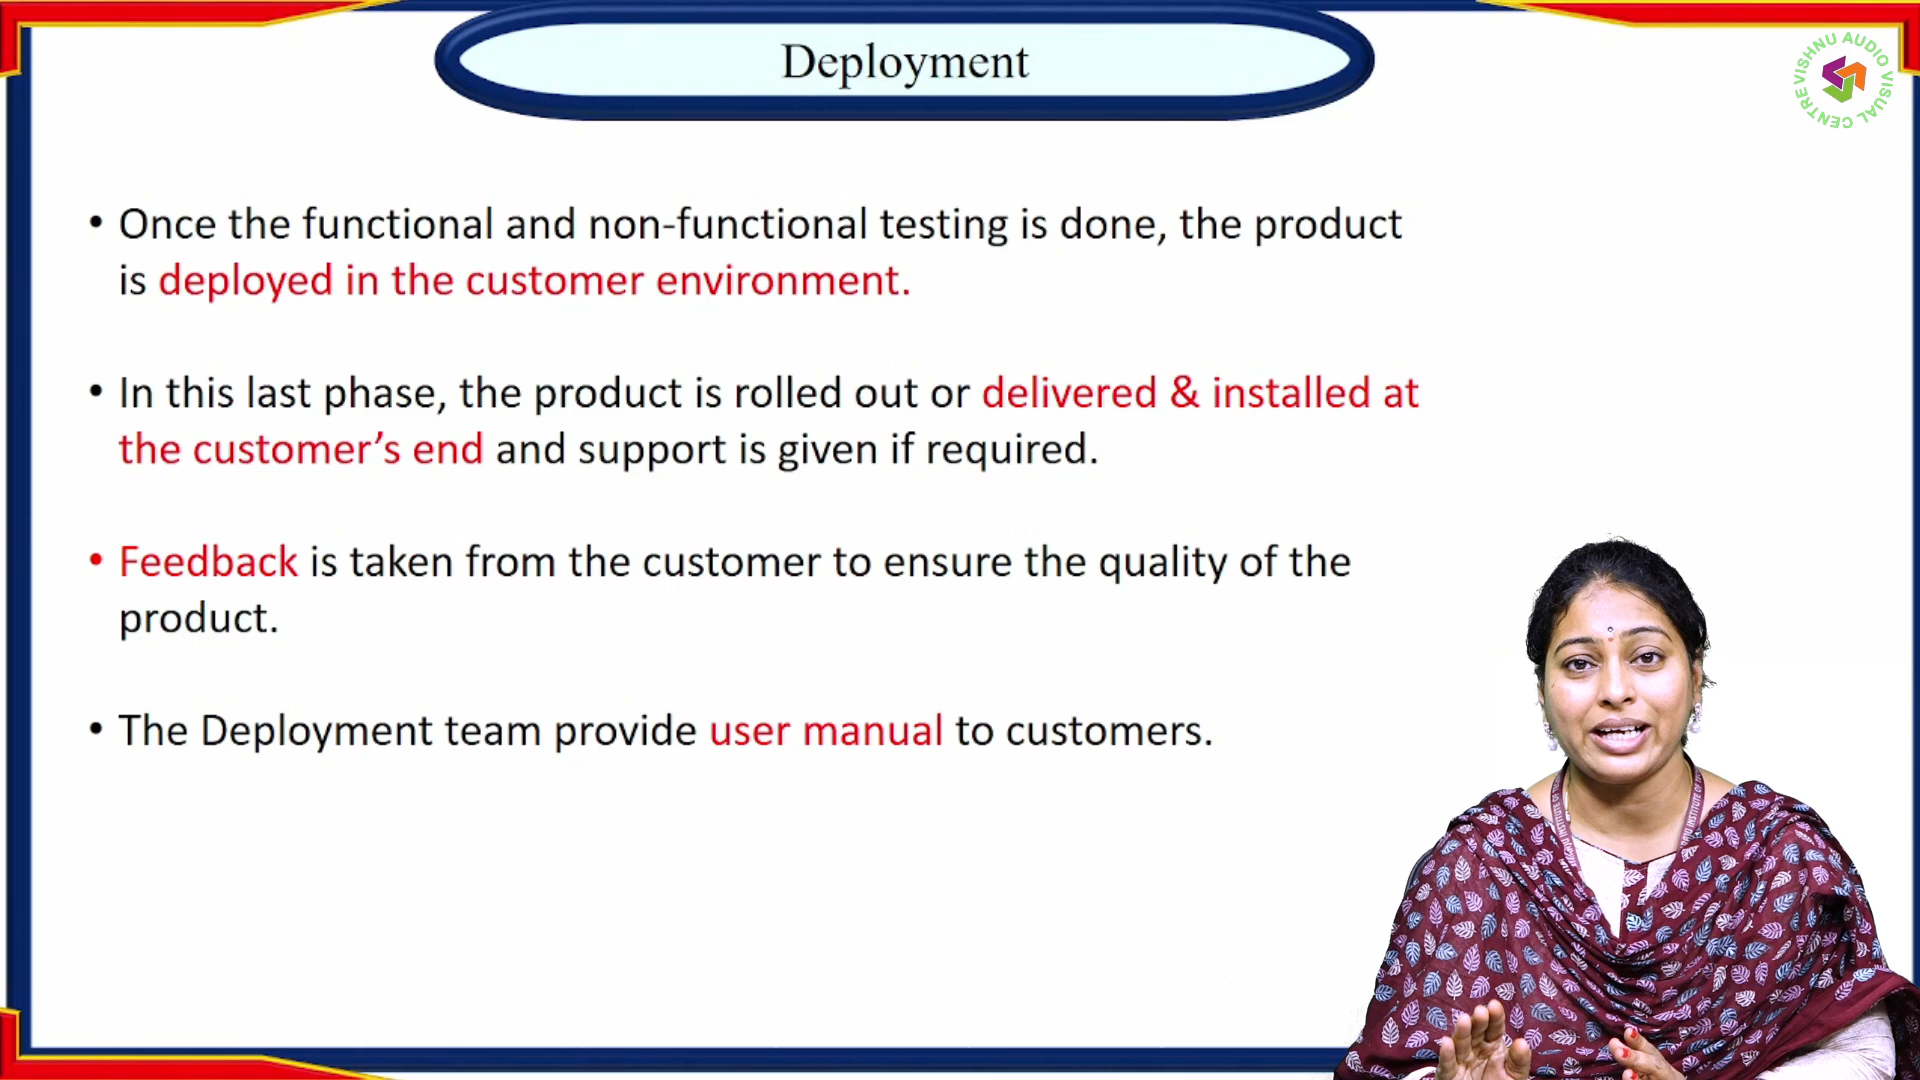 Deployment
VISHNU AUDIO VISUAL CENTRE
• Once the functional and non-functional testing is done, the product
is deployed in the customer environment.
• In this last phase, the product is rolled out or delivered & installed at
the customer’s end and support is given if required.
• Feedback is taken from the customer to ensure the quality of the
product.
• The Deployment team provide user manual to customers.